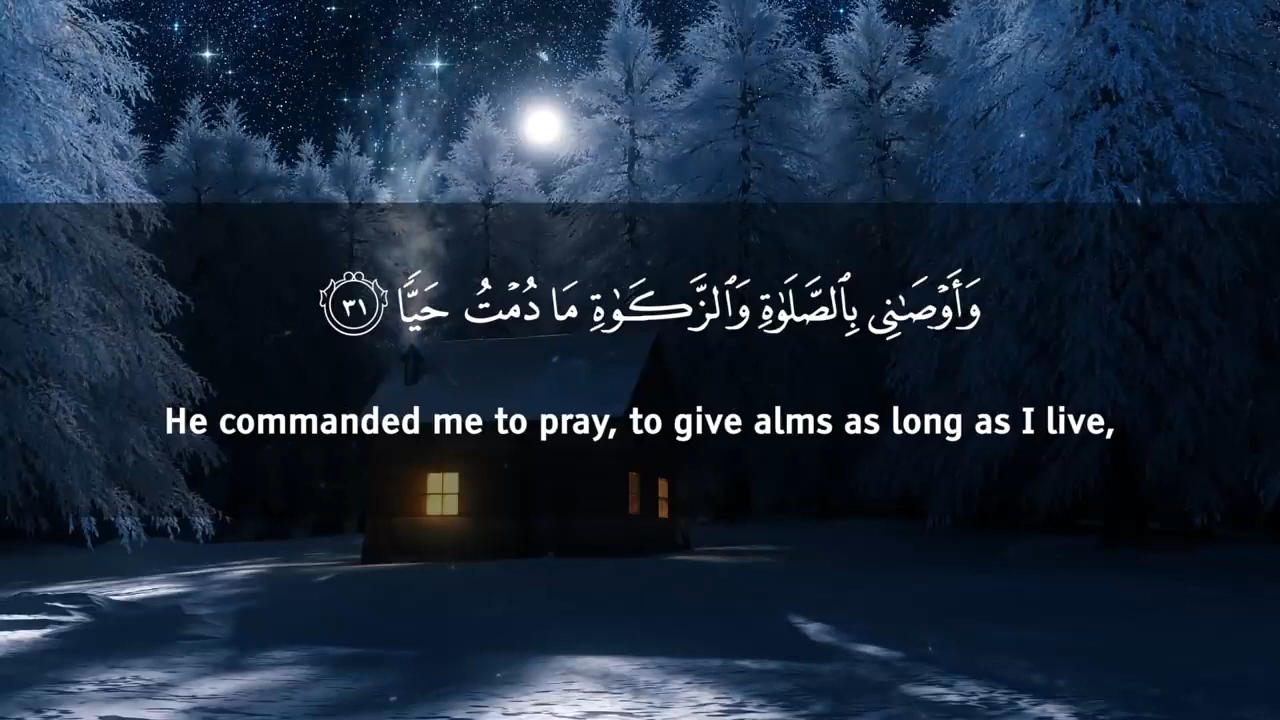 وَأَوْصَـٰنِى بِٱلصَّلَوٰةِ وَٱلزَّكَوٰةِ مَا دُمْتُ حَيًّا ٣١
He commanded me to pray, to give alms as long as I live,